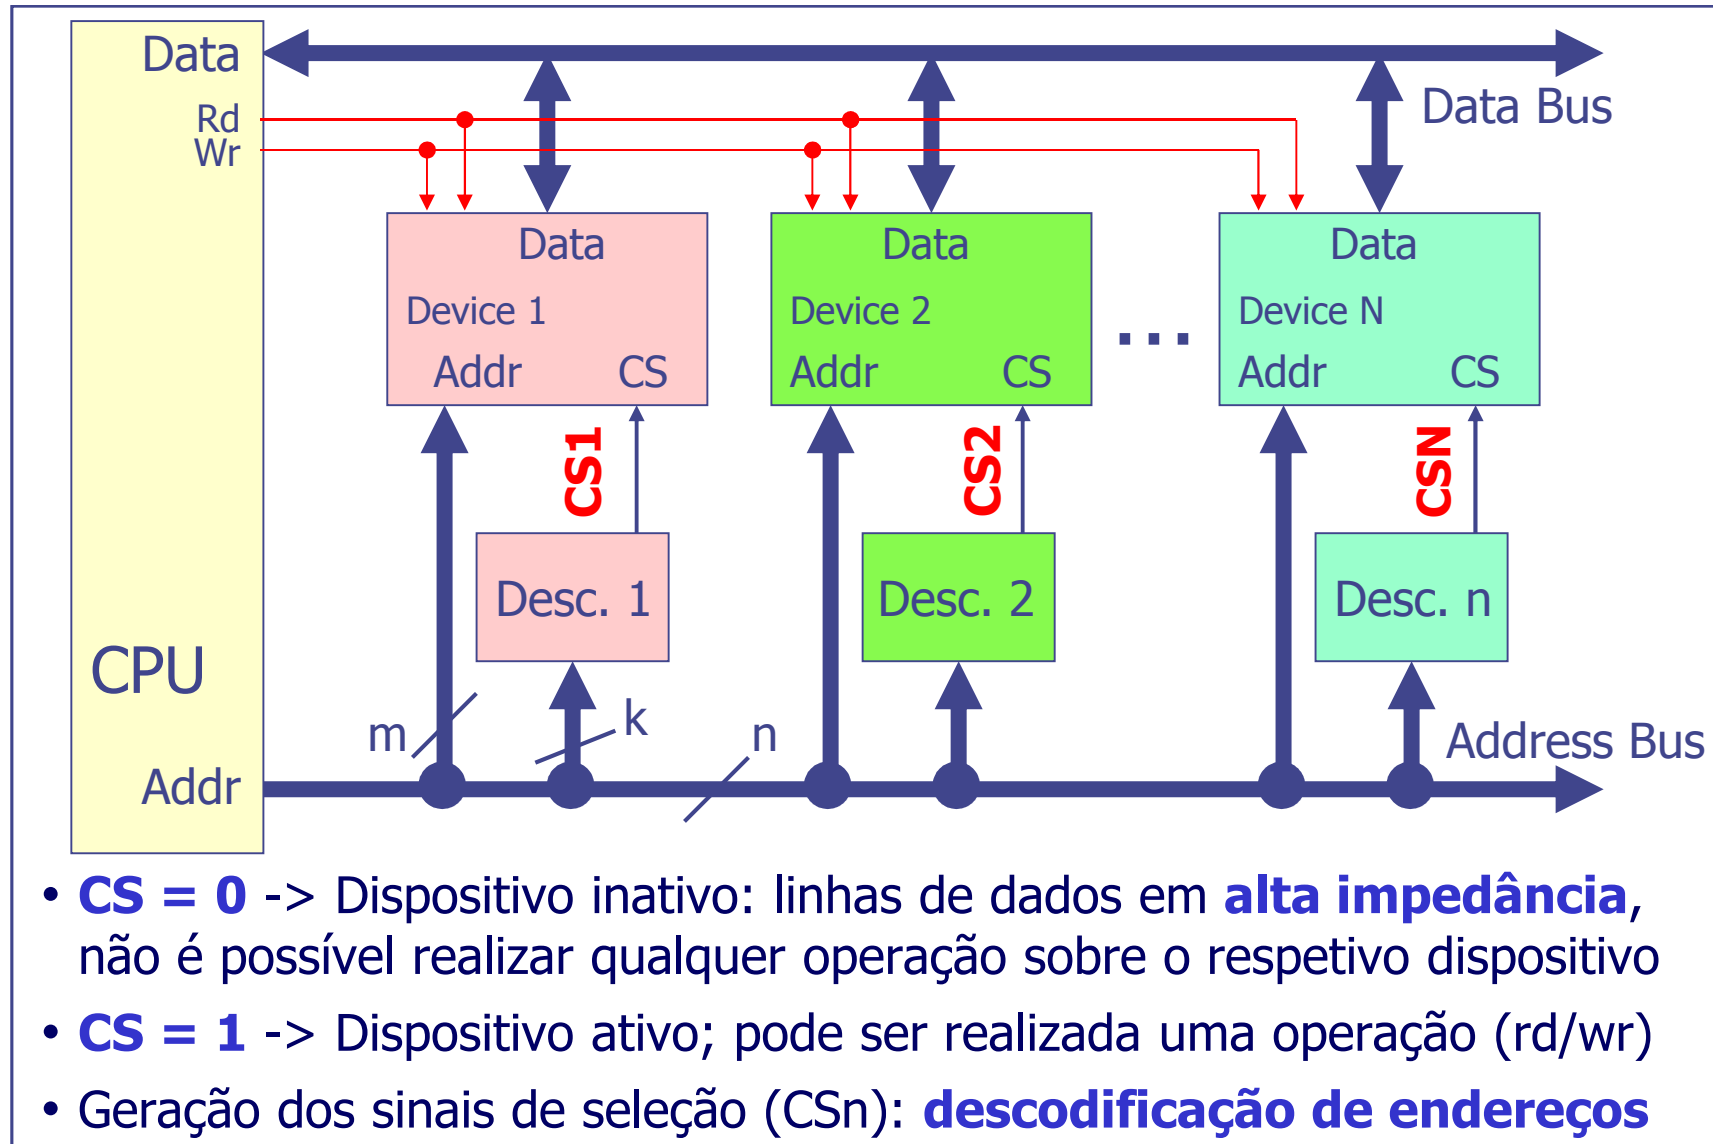 Data
Rd
Wr
Data Bus
Data
Device 1
Addr CS
Data
Device 2
Addr CS
...
Data
Device N
Addr CS
CS1
CS2
CSN
Desc. 1
Desc. 2
Desc. n
CPU
m
k
n
Address Bus
Addr
• CS = 0 -> Dispositivo inativo: linhas de dados em alta impedância,
não é possível realizar qualquer operação sobre o respetivo dispositivo
• CS = 1 -> Dispositivo ativo; pode ser realizada uma operação (rd/wr)
• Geração dos sinais de seleção (CSn): descodificação de endereços